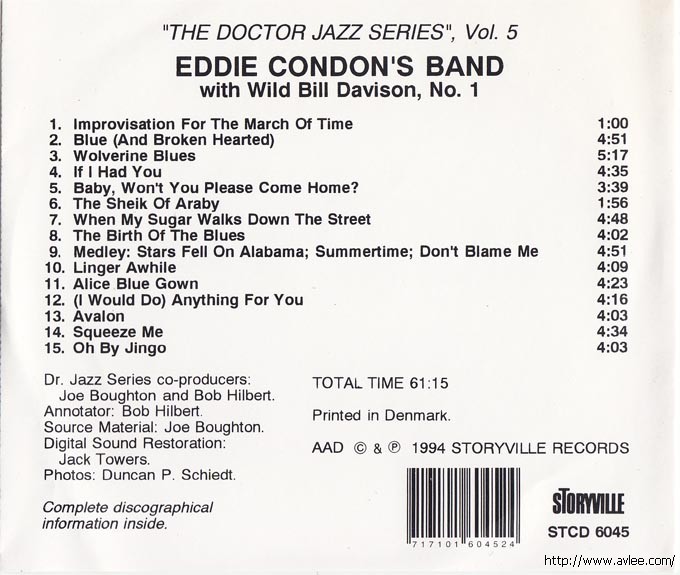 "THE DOCTOR JAZZ SERIES", Vol. 5
EDDIE CONDON'S BAND
with Wild Bill Davison, No. 1
1. Improvisation For The March Of Time 1:00
2. Blue (And Broken Hearted) 4:51
3. Wolverine Blues 5:17
4. If I Had You 4:35
5. Baby, Won't You Please Come Home? 3:39
6. The Sheik Of Araby 1:56
7. When My Sugar Walks Down The Street 4:48
8. The Birth Of The Blues 4:02
9. Medley: Stars Fell On Alabama; Summertime; Don't Blame Me 4:51
10. Linger Awhile 4:09
11. Alice Blue Gown 4:23
12. (I Would Do) Anything For You 4:16
13. Avalon 4:03
14. Squeeze Me 4:34
15. Oh By Jingo 4:03
Dr. Jazz Series co-producers:
Joe Boughton and Bob Hilbert.
Annotator: Bob Hilbert.
Source Material: Joe Boughton.
Digital Sound Restoration:
Jack Towers.
Photos: Duncan P. Schiedt.
Complete discographical
information inside.
TOTAL TIME 61:15
Printed in Denmark.
AAD © & ℗ 1994 STORYVILLE RECORDS
7 17101 60452 4
STORYVILLE
STCD 6045
http://www.avlee.com/